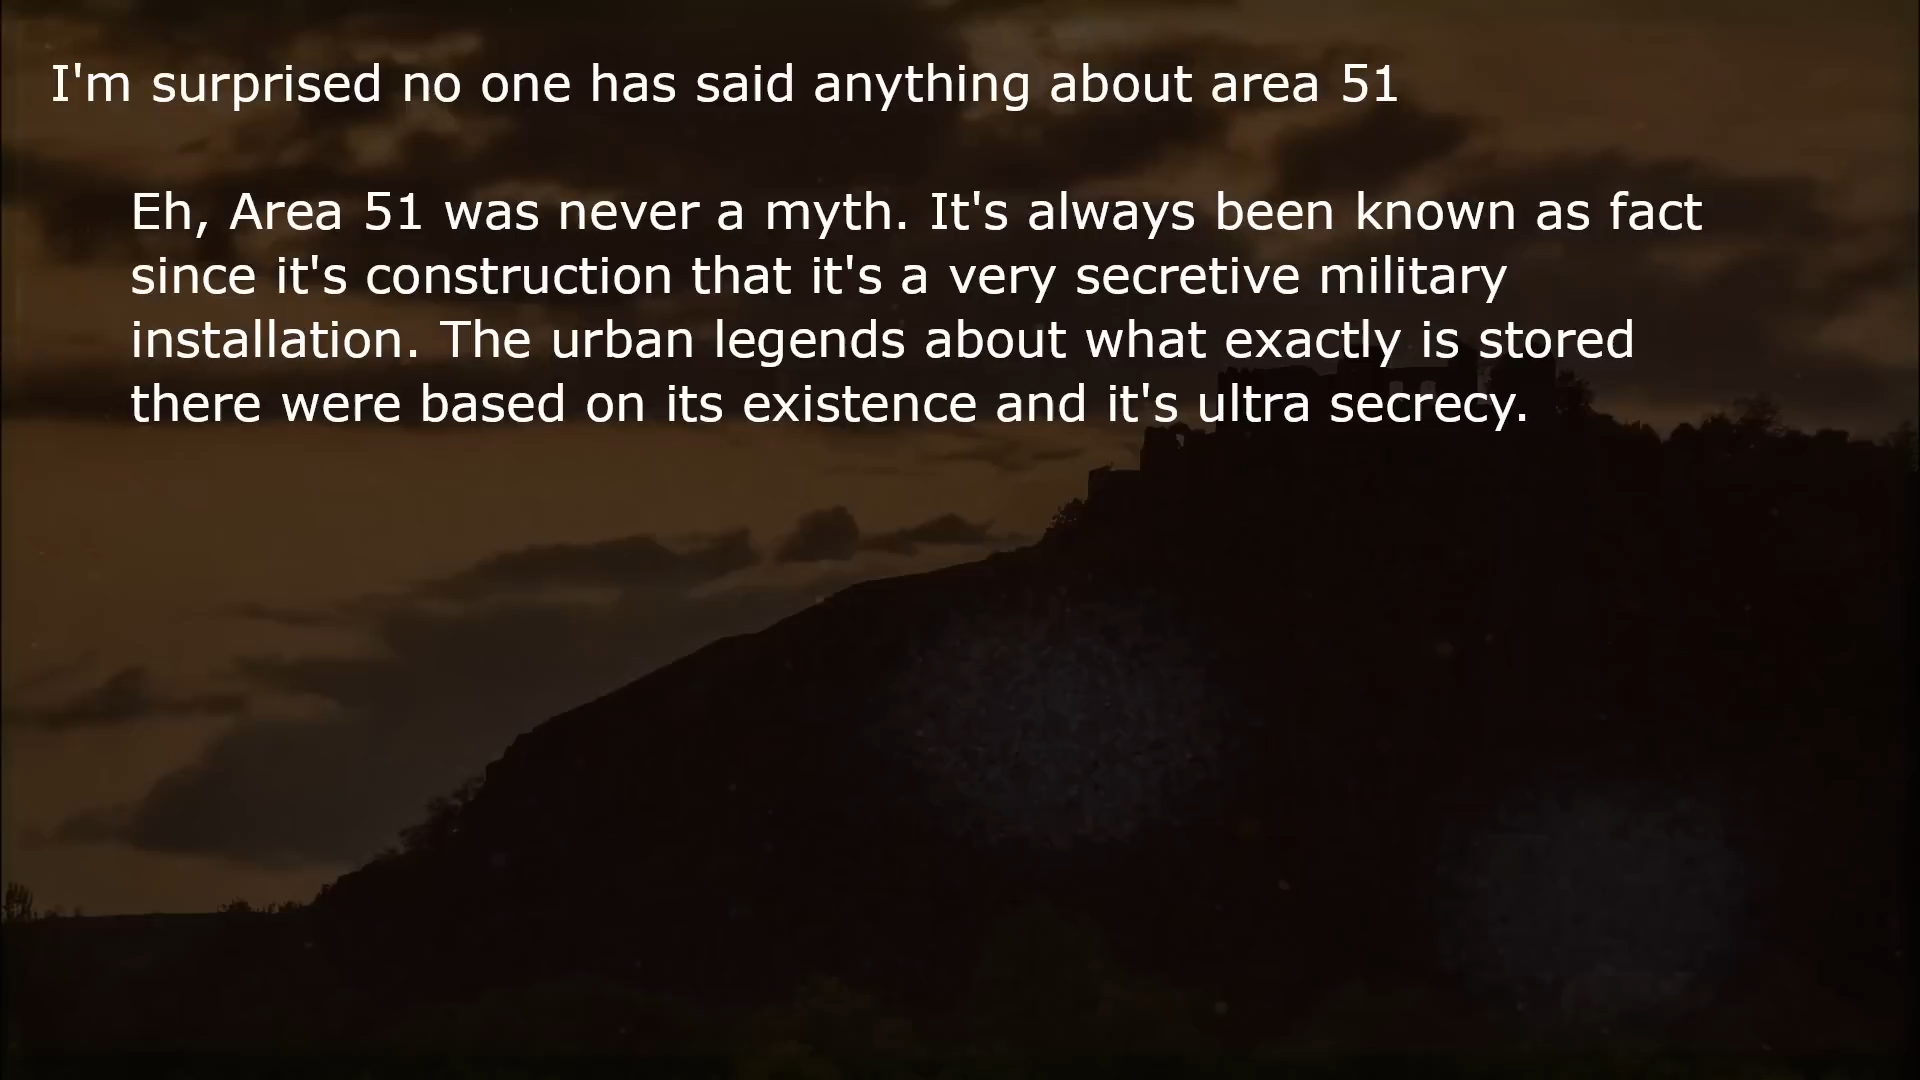 I'm surprised no one has said anything about area 51
Eh, Area 51 was never a myth. It's always been known as fact
since it's construction that it's a very secretive military
installation. The urban legends about what exactly is stored
there were based on its existence and it's ultra secrecy.